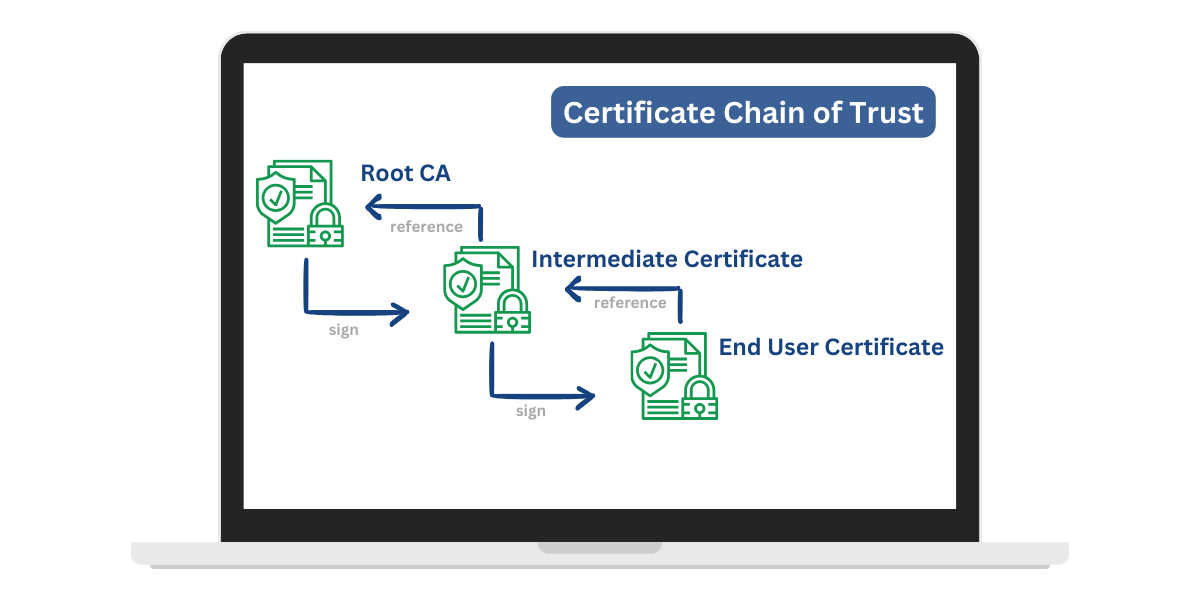 Certificate Chain of Trust
Root CA
reference
Intermediate Certificate
reference
sign
End User Certificate
sign